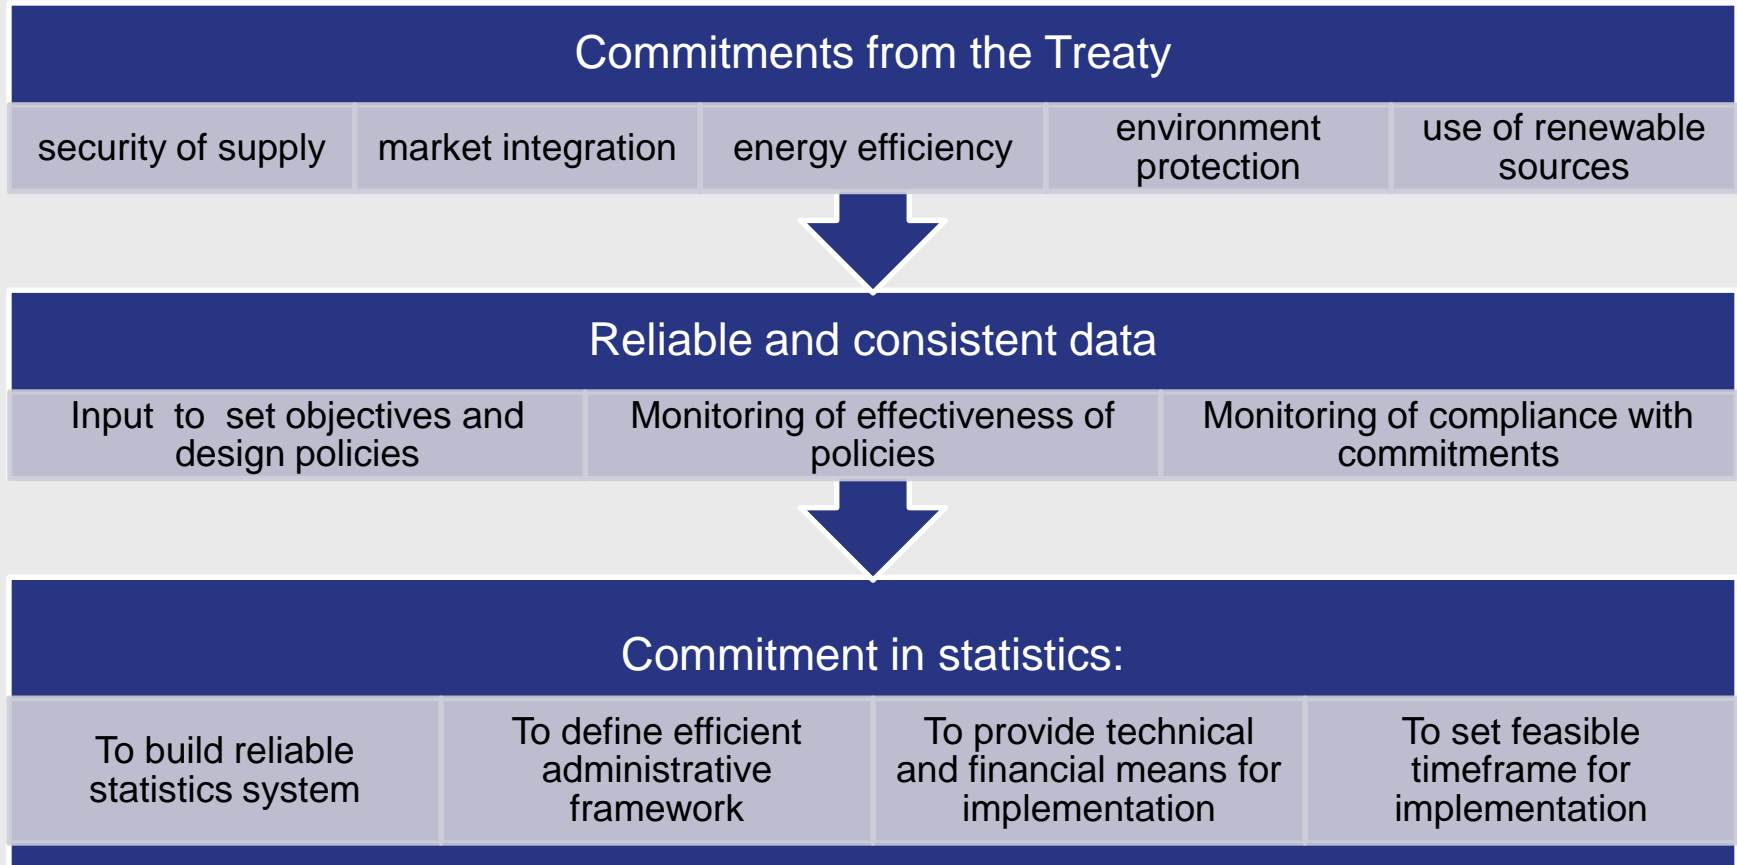 Commitments from the Treaty
security of supply
market integration
energy efficiency
environment
protection
use of renewable
sources
Reliable and consistent data
Input  to  set objectives and
design policies
Monitoring of effectiveness of
policies
Monitoring of compliance with
commitments
Commitment in statistics:
To build reliable
statistics system
To define efficient
administrative
framework
To provide technical
and financial means for
implementation
To set feasible
timeframe for
implementation